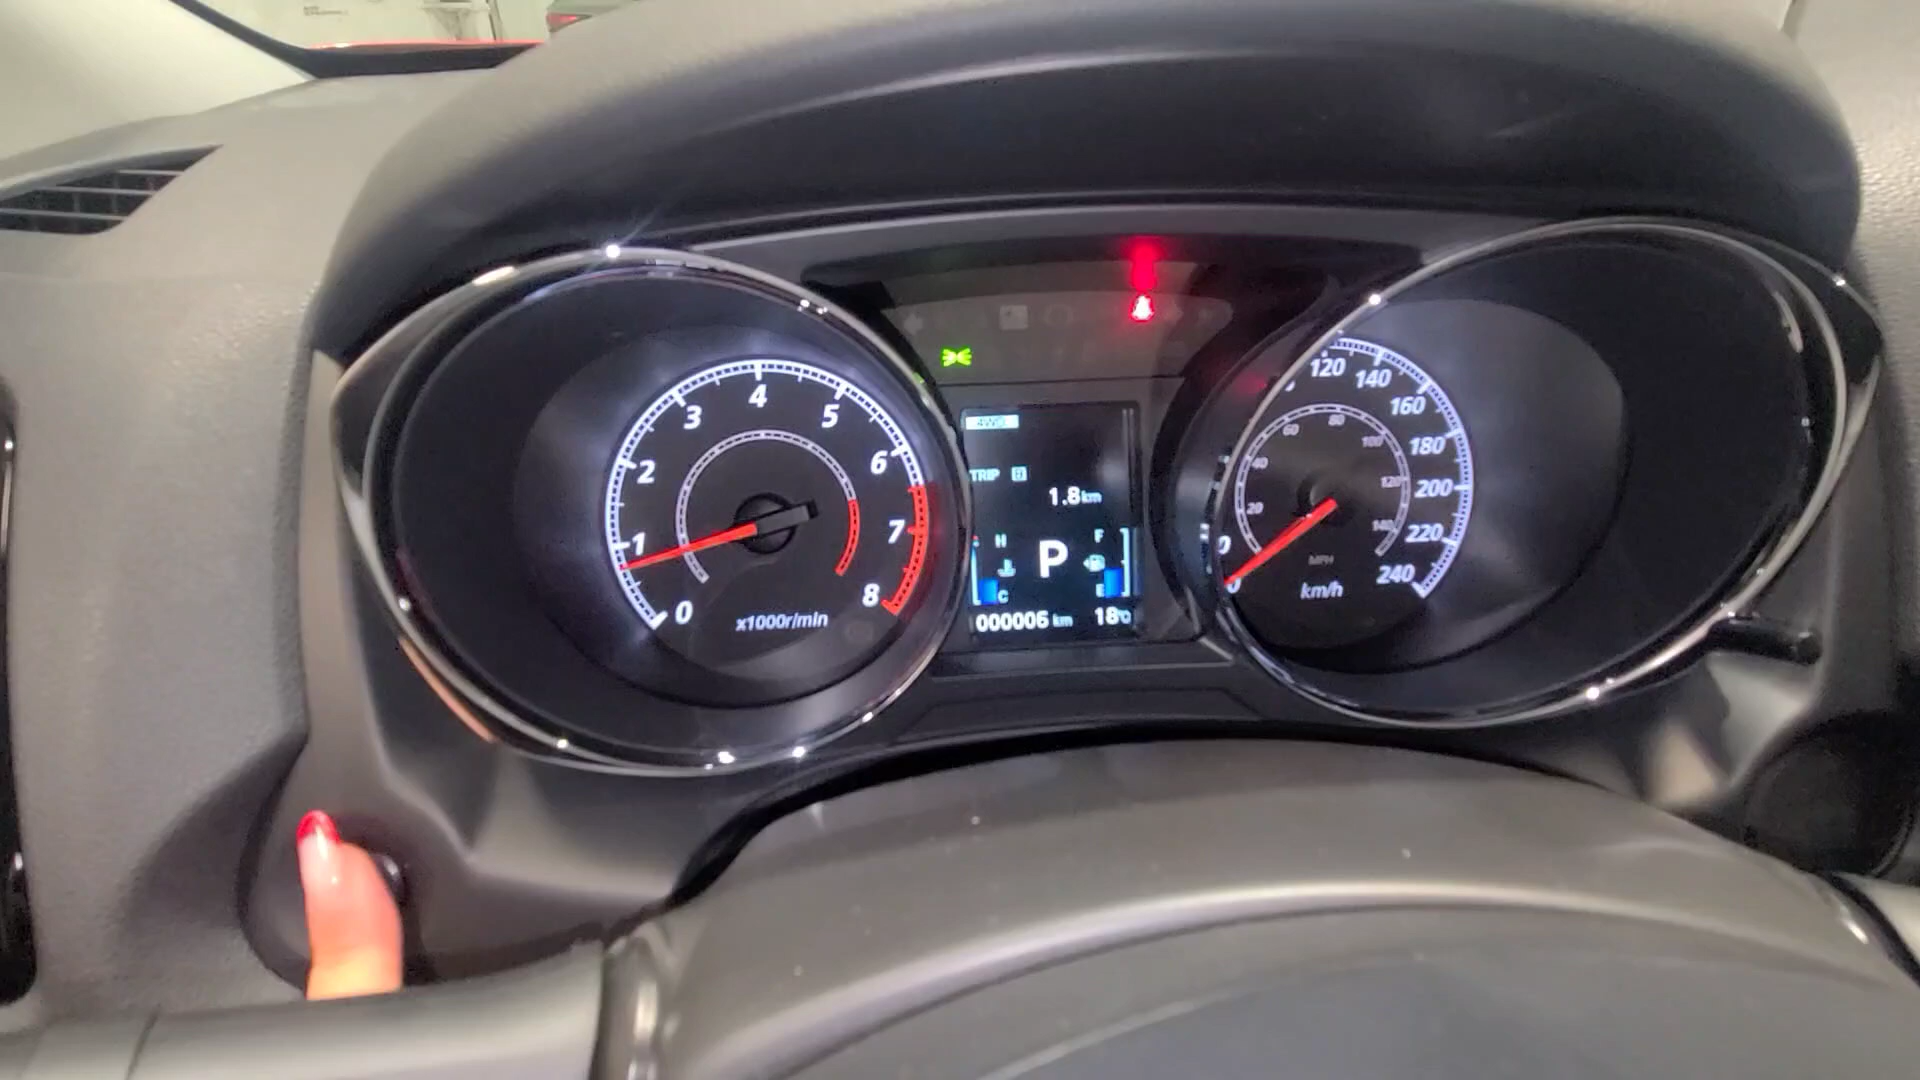 0 1 2 3 4 5 6 7 8
x1000r/min
4WD
TRIP B
1.8km
H F
P
C E
000006 km 18°C
120 140 160 180 200 220 240
20 40 60 80 100 120 140
0
MPH
km/h